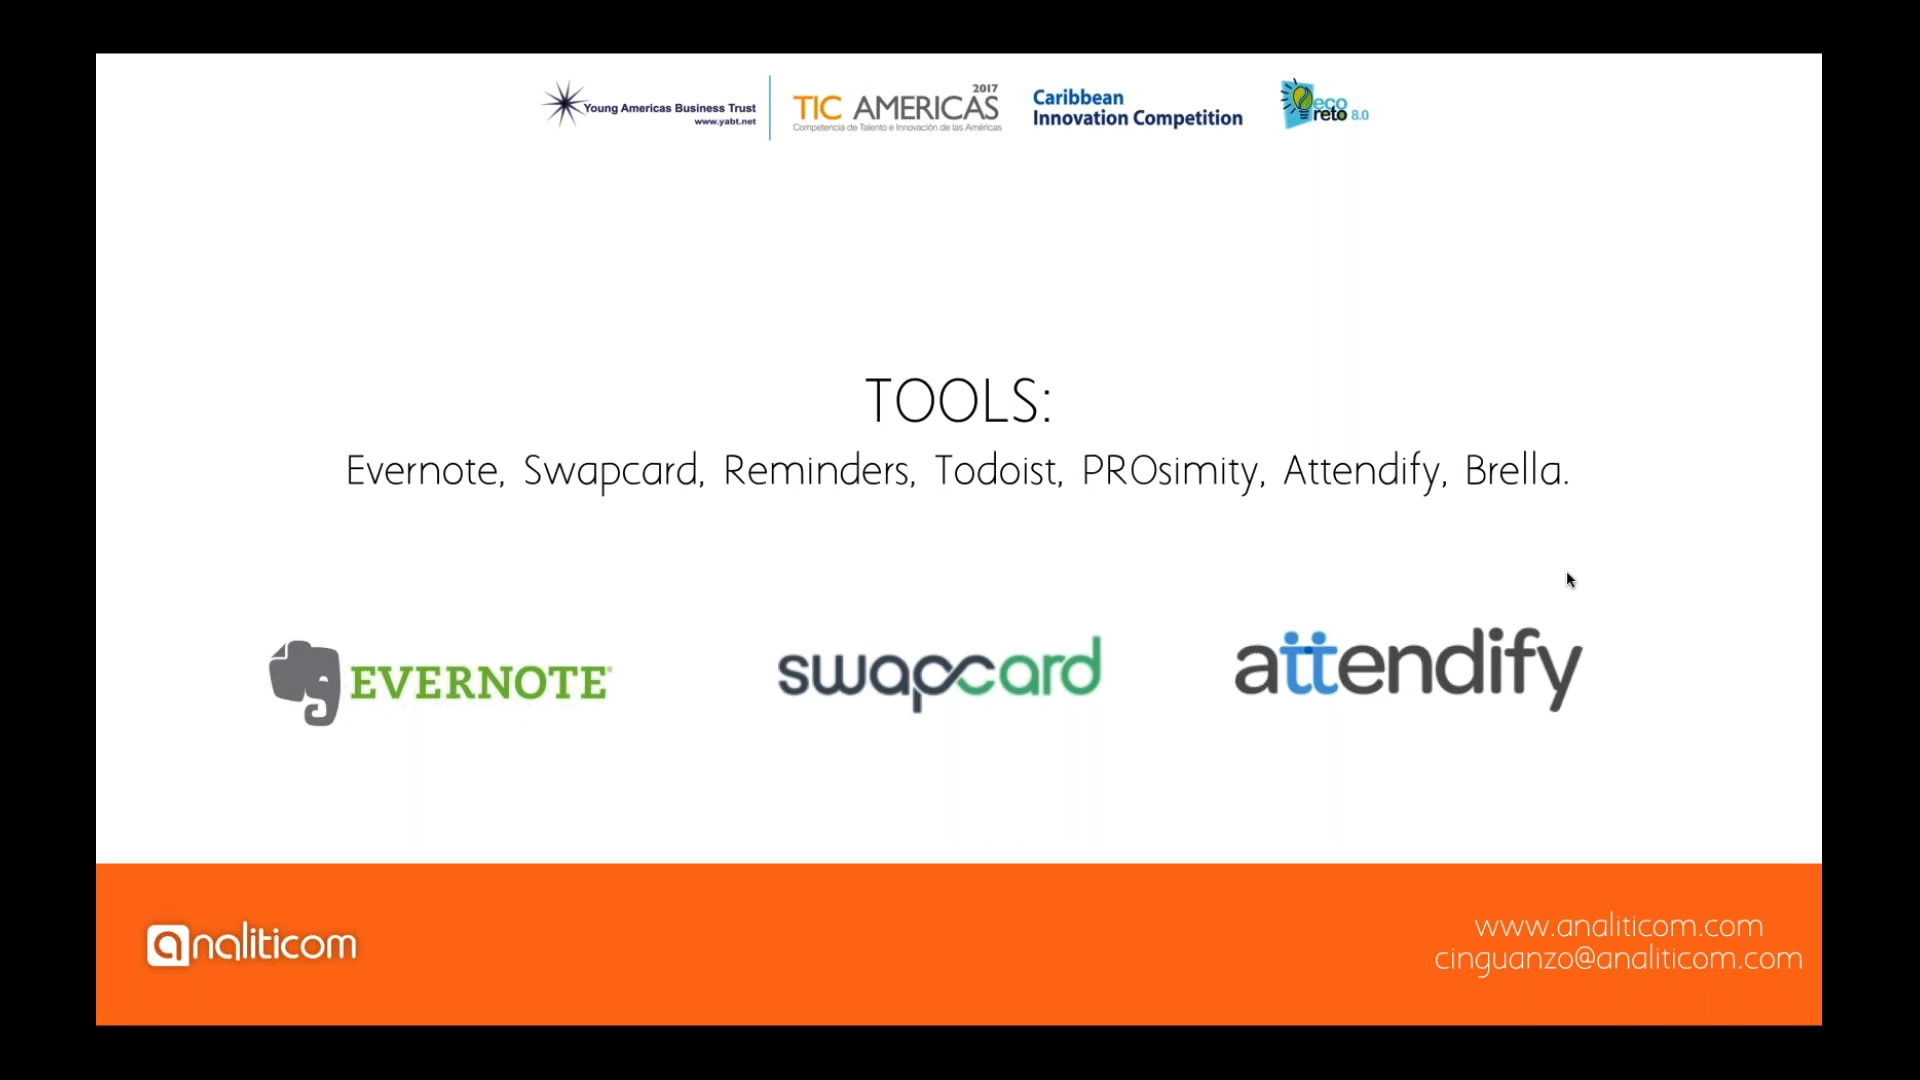 Young Americas Business Trust
www.yabt.net
2017
TIC AMERICAS
Competencia de Talento e Innovación de las Américas
Caribbean
Innovation Competition
eco
reto 8.0
TOOLS:
Evernote, Swapcard, Reminders, Todoist, PROsimity, Attendify, Brella.
EVERNOTE®
swapcard
attendify
analiticom
www.analiticom.com
cinguanzo@analiticom.com